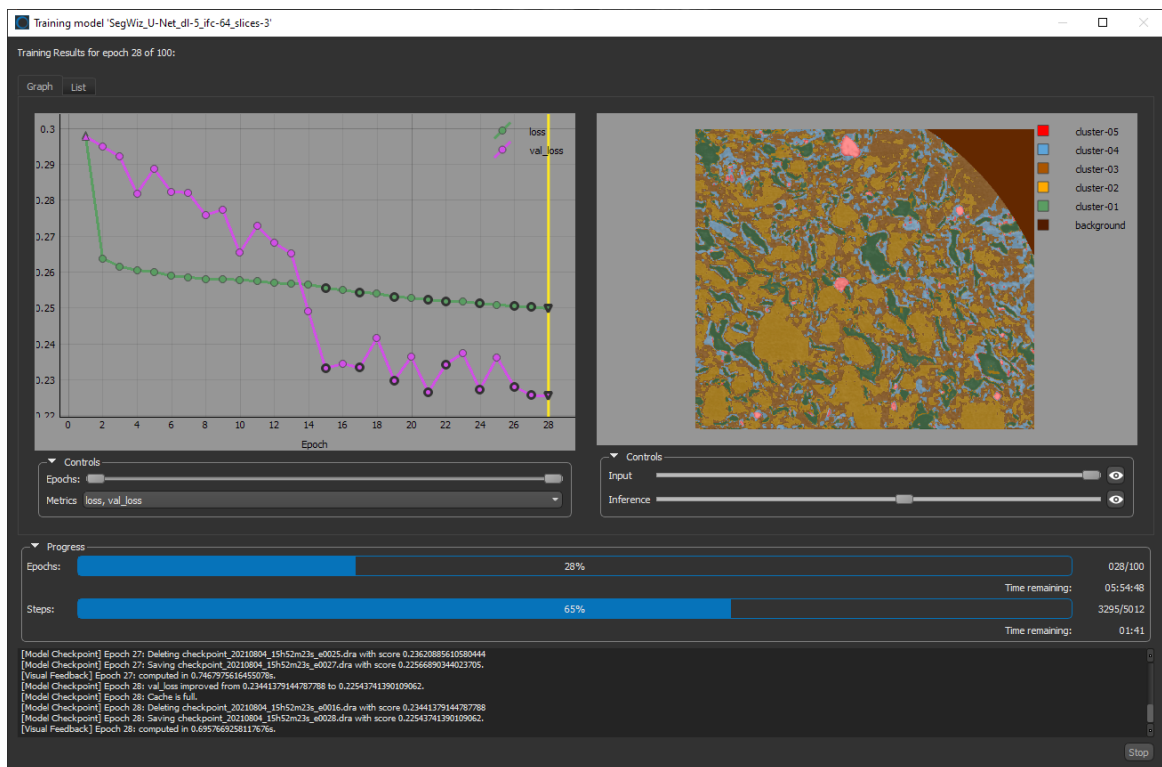 Training model 'SegWiz_U-Net_dl-5_ifc-64_slices-3'
Training Results for epoch 28 of 100:
Graph List
0.3
0.29
0.28
0.27
0.26
0.25
0.24
0.23
0.22
0 2 4 6 8 10 12 14 16 18 20 22 24 26 28
Epoch
loss
val_loss
cluster-05
cluster-04
cluster-03
cluster-02
cluster-01
background
Controls
Epochs:
Metrics loss, val_loss
Controls
Input
Inference
Progress
Epochs: 28% 028/100
Time remaining: 05:54:48
Steps: 65% 3295/5012
Time remaining: 01:41
[Model Checkpoint] Epoch 27: Deleting checkpoint_20210804_15h52m23s_e0025.dra with score 0.23620885610580444
[Model Checkpoint] Epoch 27: Saving checkpoint_20210804_15h52m23s_e0027.dra with score 0.22566890344023705.
[Visual Feedback] Epoch 27: computed in 0.7467975616455078s.
[Model Checkpoint] Epoch 28: val_loss improved from 0.23441379144787788 to 0.22543741390109062.
[Model Checkpoint] Epoch 28: Cache is full.
[Model Checkpoint] Epoch 28: Deleting checkpoint_20210804_15h52m23s_e0016.dra with score 0.23441379144787788
[Model Checkpoint] Epoch 28: Saving checkpoint_20210804_15h52m23s_e0028.dra with score 0.22543741390109062.
[Visual Feedback] Epoch 28: computed in 0.6957669258117676s.
Stop